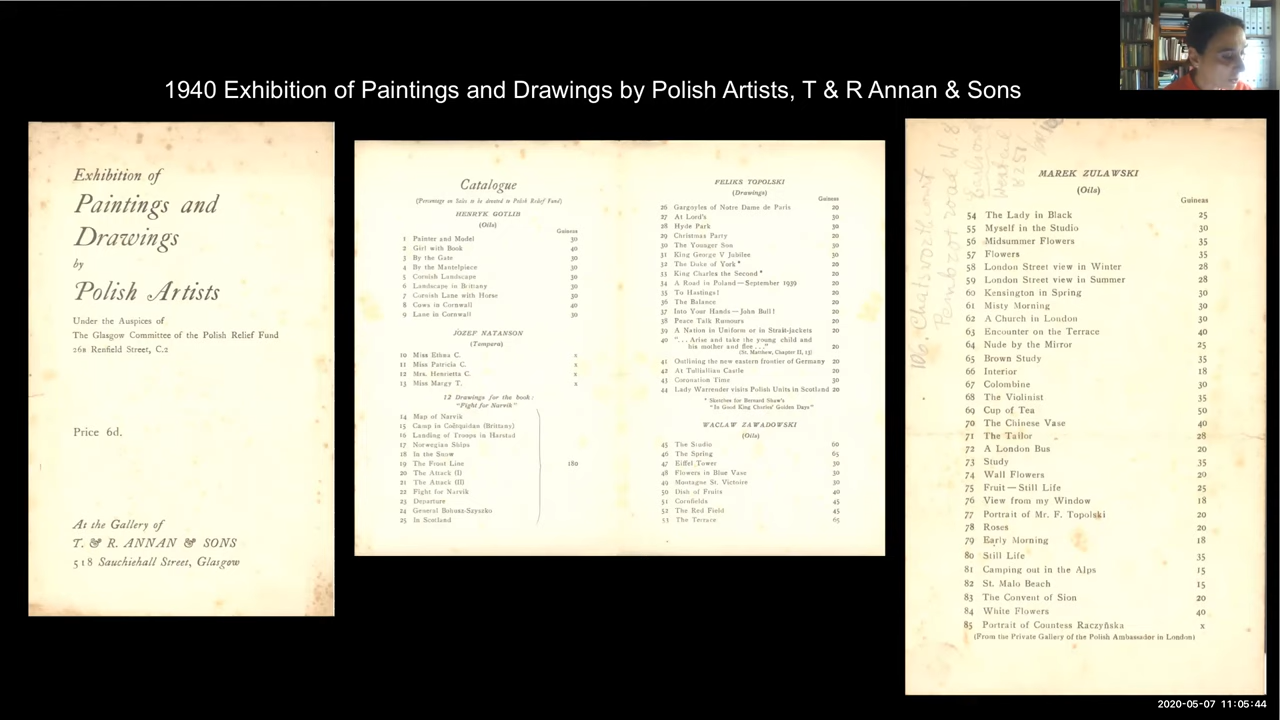 1940 Exhibition of Paintings and Drawings by Polish Artists, T & R Annan & Sons
Exhibition of
Paintings and
Drawings
by
Polish Artists
Under the Auspices of
The Glasgow Committee of the Polish Relief Fund
268 Renfield Street, C.2
Price 6d.
At the Gallery of
T. & R. ANNAN & SONS
518 Sauchiehall Street, Glasgow
Catalogue
(Percentage on Sales to be devoted to Polish Relief Fund)
HENRYK GOTLIB
(Oils)
Guineas
1 Painter and Model 30
2 Girl with Book 40
3 By the Gate 30
4 By the Mantelpiece 30
5 Cornish Landscape 30
6 Landscape in Brittany 30
7 Cornish Lane with Horse 30
8 Cows in Cornwall 40
9 Lane in Cornwall 30
JOZEF NATANSON
(Tempera)
10 Miss Ethna C. x
11 Miss Patricia C. x
12 Mrs. Henrietta C. x
13 Miss Margy T. x
12 Drawings for the book:
"Fight for Narvik"
14 Map of Narvik
15 Camp in Coëtquidan (Brittany)
16 Landing of Troops in Harstad
17 Norwegian Ships
18 In the Snow
19 The Front Line 180
20 The Attack (I)
21 The Attack (II)
22 Fight for Narvik
23 Departure
24 General Bohusz-Szyszko
25 In Scotland
FELIKS TOPOLSKI
(Drawings)
Guineas
26 Gargoyles of Notre Dame de Paris 20
27 At Lord's 30
28 Hyde Park 30
29 Christmas Party 20
30 The Younger Son 30
31 King George V Jubilee 30
32 The Duke of York * 20
33 King Charles the Second * 20
34 A Road in Poland—September 1939 20
35 To Hastings! 20
36 The Balance 20
37 Into Your Hands—John Bull! 20
38 Peace Talk Rumours 20
39 A Nation in Uniform or in Strait-jackets 20
40 "... Arise and take the young child and
his mother and flee ..." 20
(St. Matthew, Chapter II, 13)
41 Outlining the new eastern frontier of Germany 20
42 At Tulliallan Castle 20
43 Coronation Time 30
44 Lady Warrender visits Polish Units in Scotland 20
* Sketches for Bernard Shaw's
"In Good King Charles' Golden Days"
WACLAW ZAWADOWSKI
(Oils)
45 The Studio 60
46 The Spring 65
47 Eiffel Tower 30
48 Flowers in Blue Vase 30
49 Montagne St. Victoire 30
50 Dish of Fruits 40
51 Cornfields 45
52 The Red Field 45
53 The Terrace 65
MAREK ZULAWSKI
(Oils)
Guineas
54 The Lady in Black 25
55 Myself in the Studio 30
56 Midsummer Flowers 35
57 Flowers 35
58 London Street view in Winter 28
59 London Street view in Summer 28
60 Kensington in Spring 30
61 Misty Morning 30
62 A Church in London 30
63 Encounter on the Terrace 40
64 Nude by the Mirror 25
65 Brown Study 35
66 Interior 18
67 Colombine 30
68 The Violinist 35
69 Cup of Tea 50
70 The Chinese Vase 40
71 The Tailor 28
72 A London Bus 20
73 Study 35
74 Wall Flowers 20
75 Fruit—Still Life 25
76 View from my Window 18
77 Portrait of Mr. F. Topolski 20
78 Roses 20
79 Early Morning 18
80 Still Life 35
81 Camping out in the Alps 15
82 St. Malo Beach 15
83 The Convent of Sion 20
84 White Flowers 40
85 Portrait of Countess Raczyńska x
(From the Private Gallery of the Polish Ambassador in London)
106. Chatsworth
2020-05-07 11:05:44